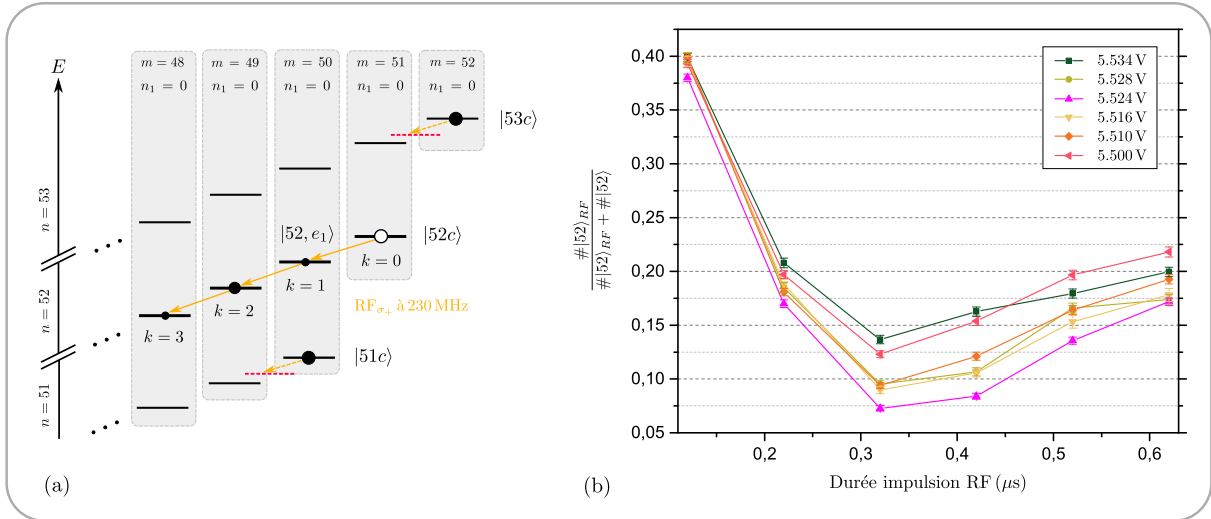 E
m = 48
n₁ = 0
m = 49
n₁ = 0
m = 50
n₁ = 0
m = 51
n₁ = 0
m = 52
n₁ = 0
|53c⟩
n = 53
|52, e₁⟩
|52c⟩
k = 0
k = 1
k = 2
k = 3
n = 52
RF_σ₊ à 230 MHz
|51c⟩
n = 51
(a)
#|52⟩_RF
#|52⟩_RF + #|52⟩
0,40
0,35
0,30
0,25
0,20
0,15
0,10
0,05
5.534 V
5.528 V
5.524 V
5.516 V
5.510 V
5.500 V
0,2
0,3
0,4
0,5
0,6
Durée impulsion RF (μs)
(b)